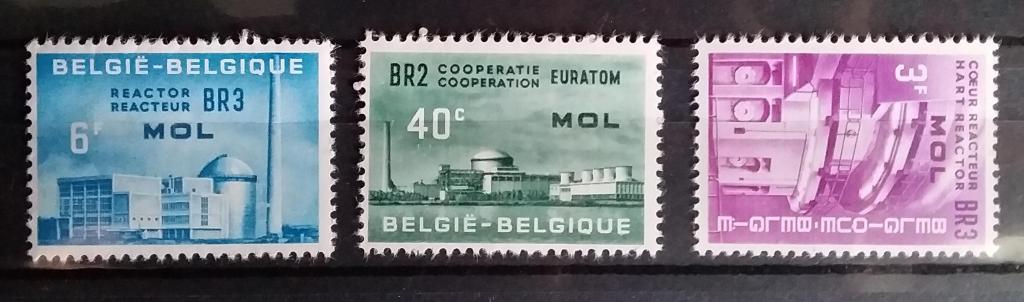 BELGIË-BELGIQUE
REACTOR
REACTEUR
BR3
6F
MOL
BR2
COOPERATIE
COOPERATION
EURATOM
40c
MOL
BELGIË-BELGIQUE
CŒUR REACTEUR
HART REACTOR
BR3
3F
MOL
BELGIQUE-BELGIË